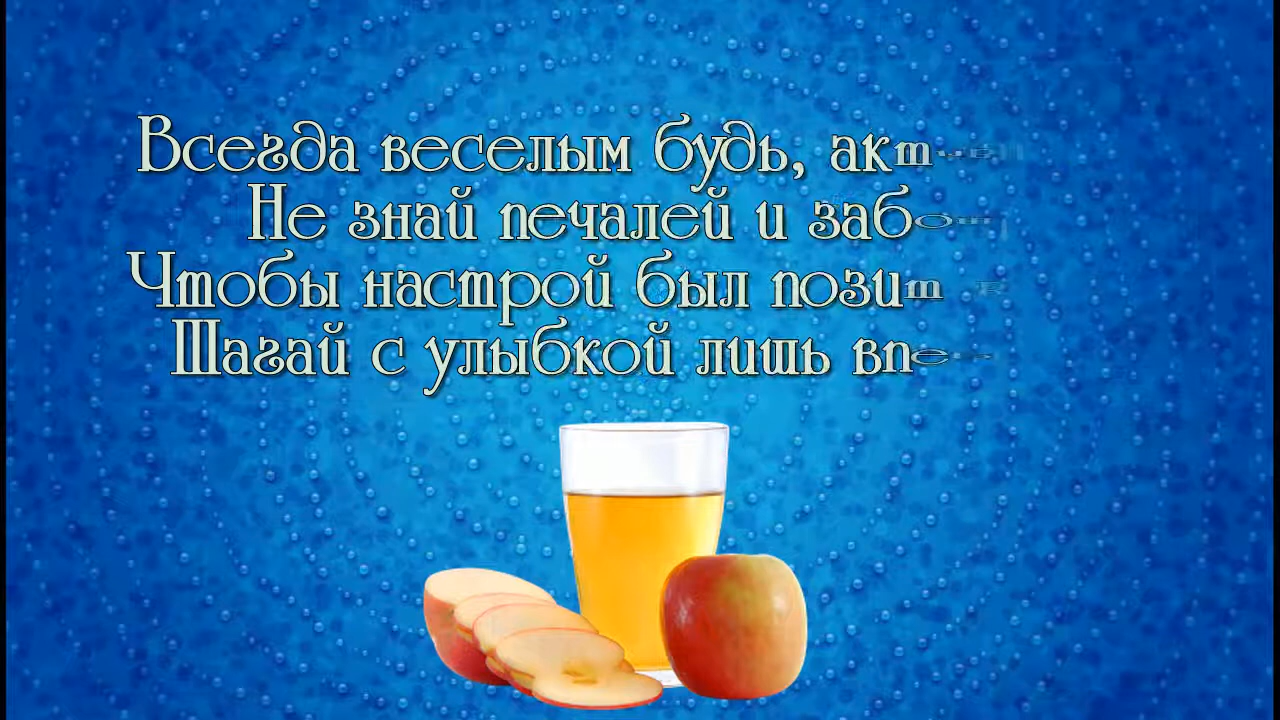 Всегда веселым будь,
Не знай печалей и
Чтобы настрой был
Шагай с улыбкой лишь